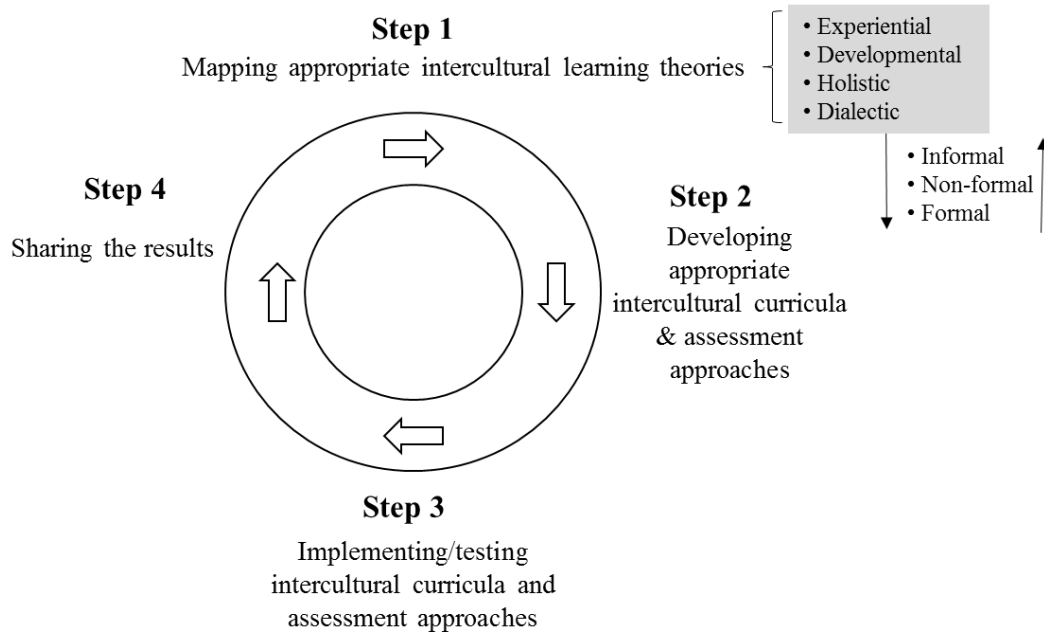 Step 1
Mapping appropriate intercultural learning theories
• Experiential
• Developmental
• Holistic
• Dialectic
• Informal
• Non-formal
• Formal
Step 2
Developing
appropriate
intercultural curricula
& assessment
approaches
Step 3
Implementing/testing
intercultural curricula and
assessment approaches
Step 4
Sharing the results